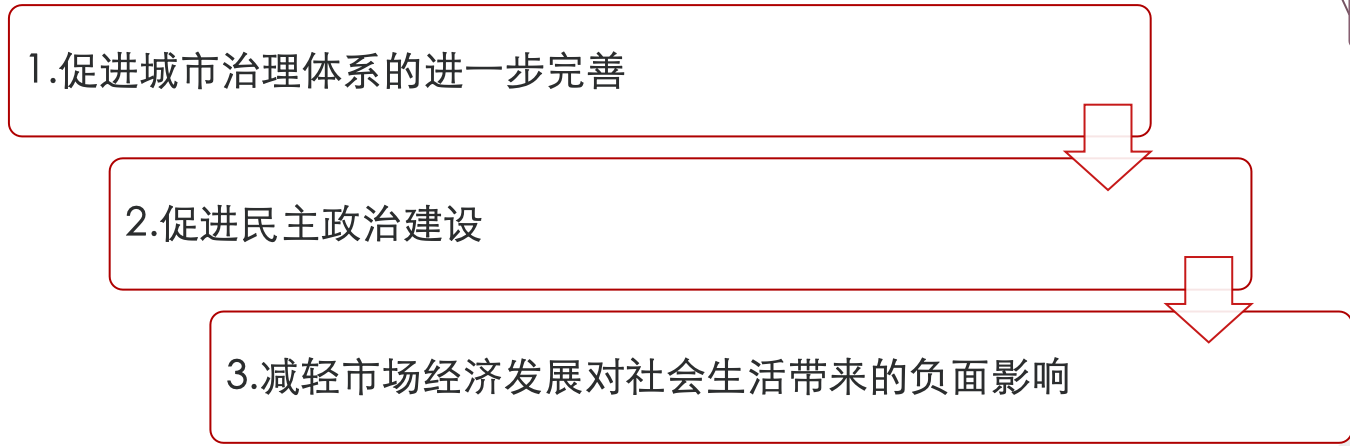 1.促进城市治理体系的进一步完善
2.促进民主政治建设
3.减轻市场经济发展对社会生活带来的负面影响